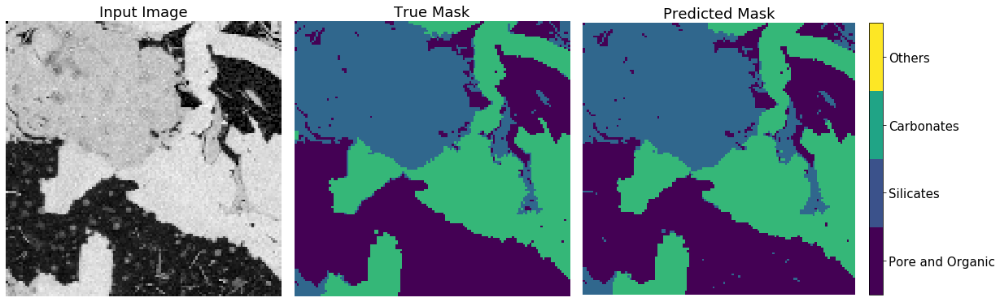 Input Image
True Mask
Predicted Mask
Others
Carbonates
Silicates
Pore and Organic